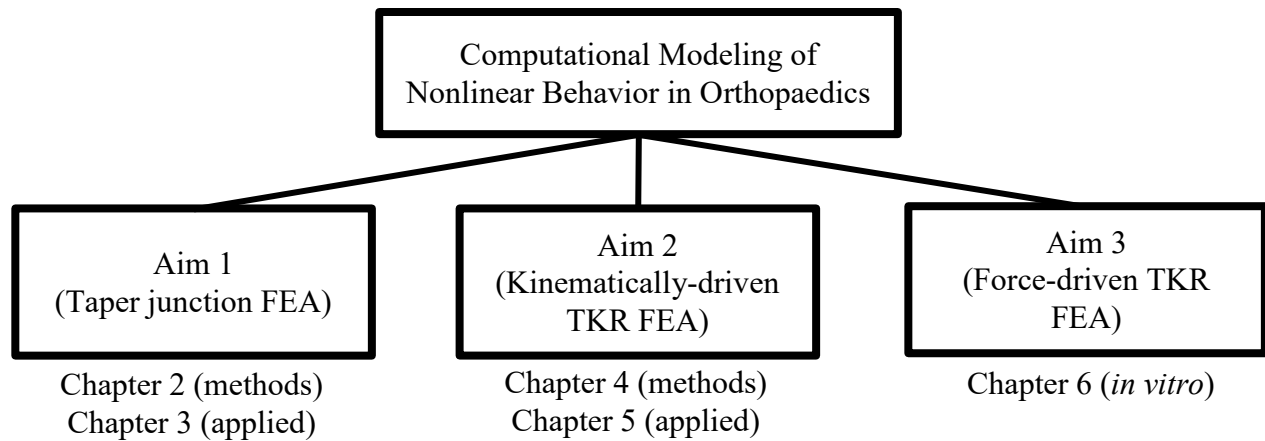 Computational Modeling of
Nonlinear Behavior in Orthopaedics
Aim 1
(Taper junction FEA)
Aim 2
(Kinematically-driven
TKR FEA)
Aim 3
(Force-driven TKR
FEA)
Chapter 2 (methods)
Chapter 3 (applied)
Chapter 4 (methods)
Chapter 5 (applied)
Chapter 6 (in vitro)